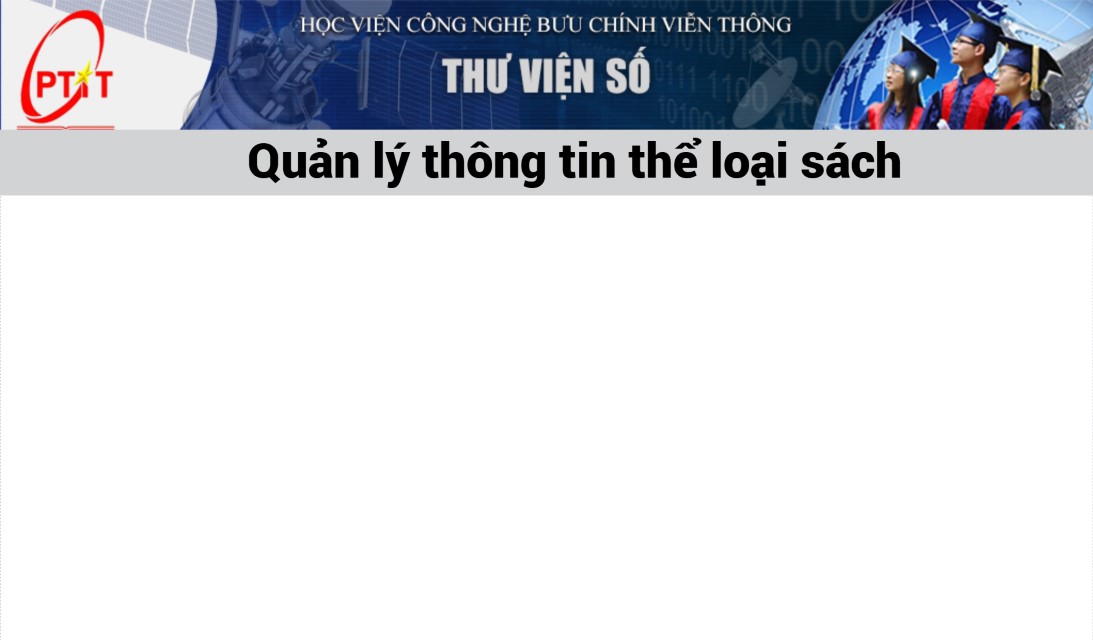 HỌC VIỆN CÔNG NGHỆ BƯU CHÍNH VIỄN THÔNG
THƯ VIỆN SỐ
PTIT
Quản lý thông tin thể loại sách